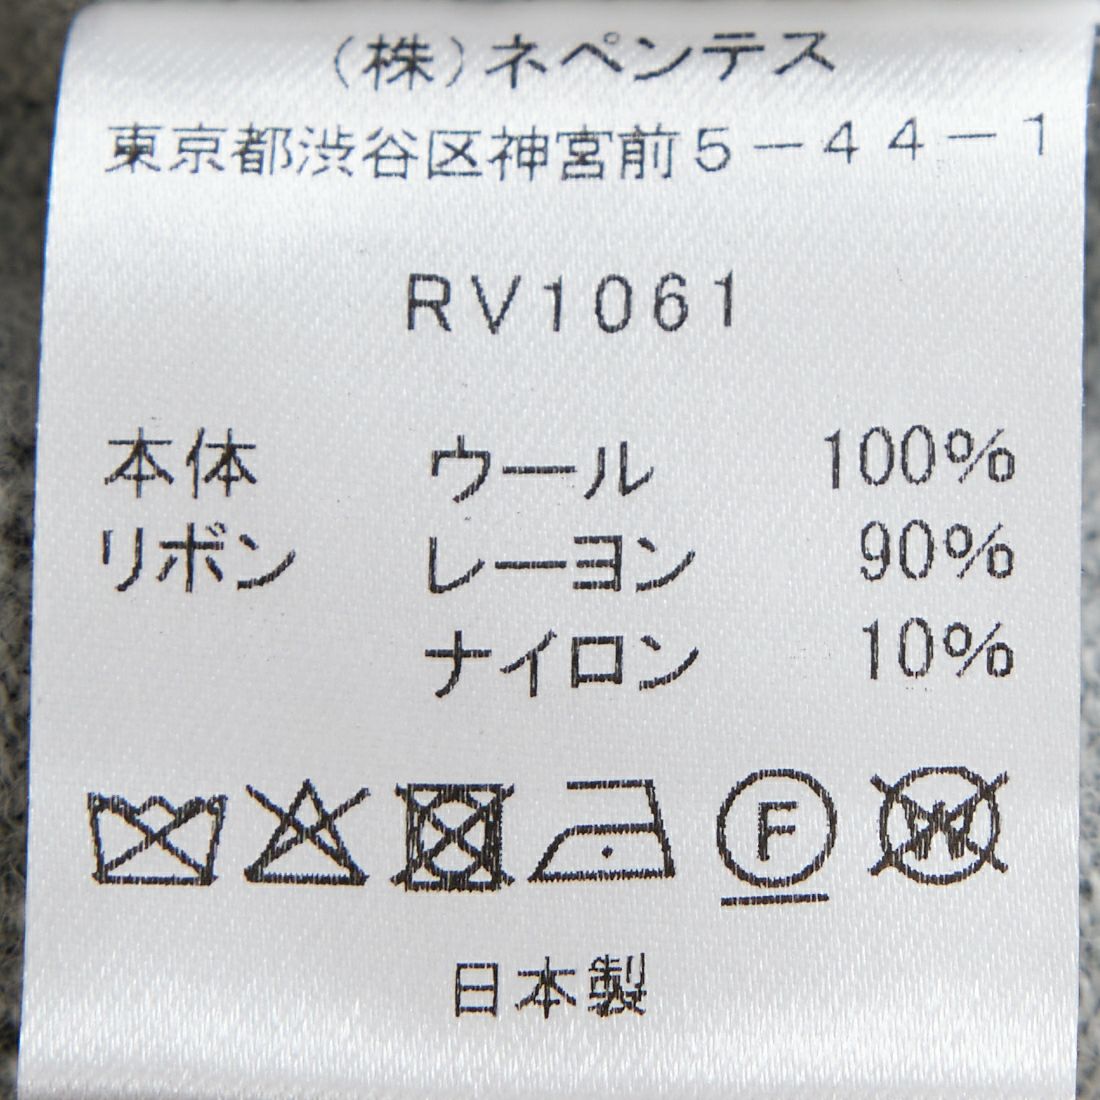 (株)ネペンテス
東京都渋谷区神宮前5-44-1
RV1061
本体 ウール 100%
リボン レーヨン 90%
ナイロン 10%
F W
日本製